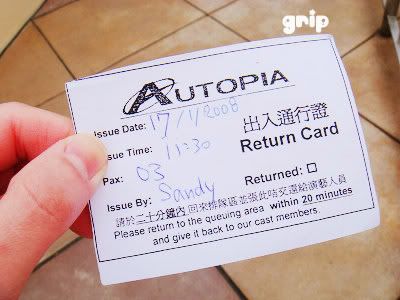 grip
AUTOPIA
Issue Date: 17/1/2008
出入通行證
Issue Time: 11:30
Return Card
Pax: 03
Issue By: Sandy
Returned: ☐
請於二十分鐘內回來排隊區並張此時交還給演藝人員
Please return to the queuing area within 20 minutes
and give it back to our cast members.